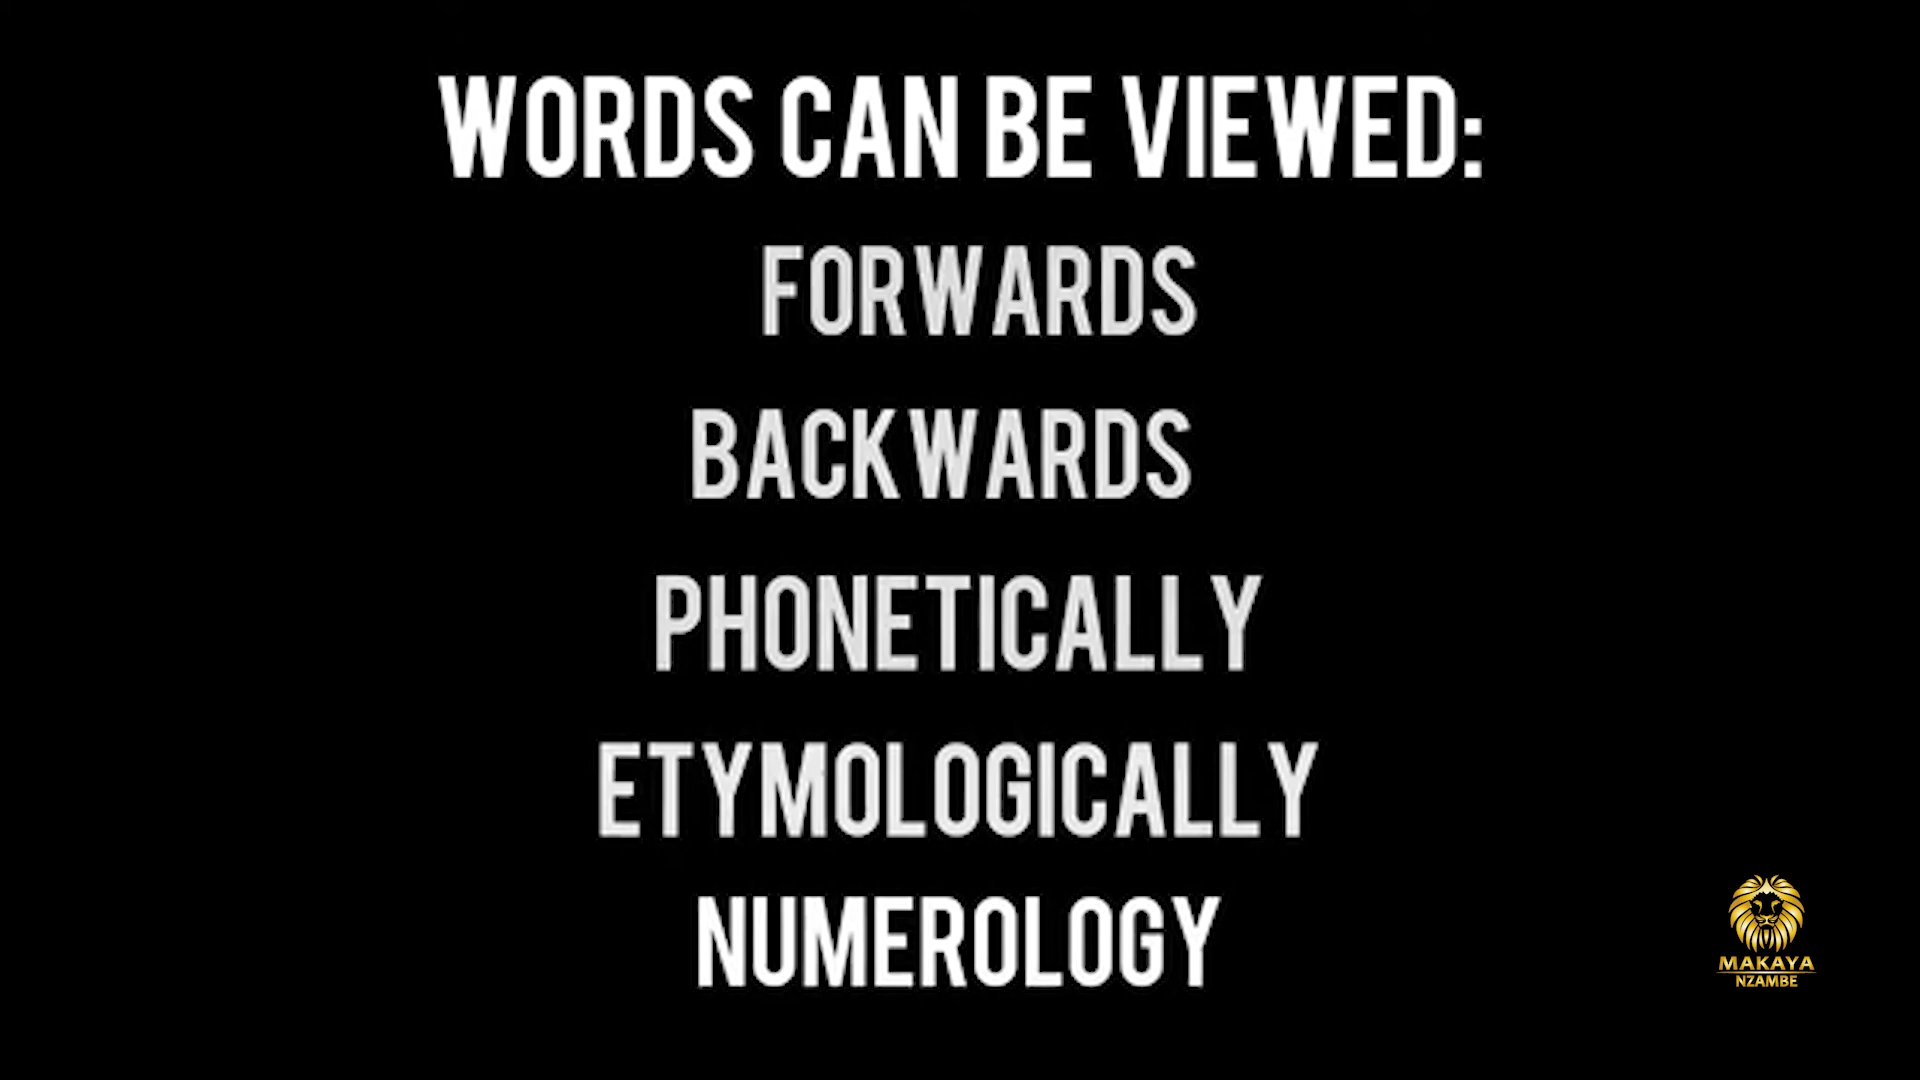 WORDS CAN BE VIEWED:
FORWARDS
BACKWARDS
PHONETICALLY
ETYMOLOGICALLY
NUMEROLOGY
MAKAYA
NZAMBE